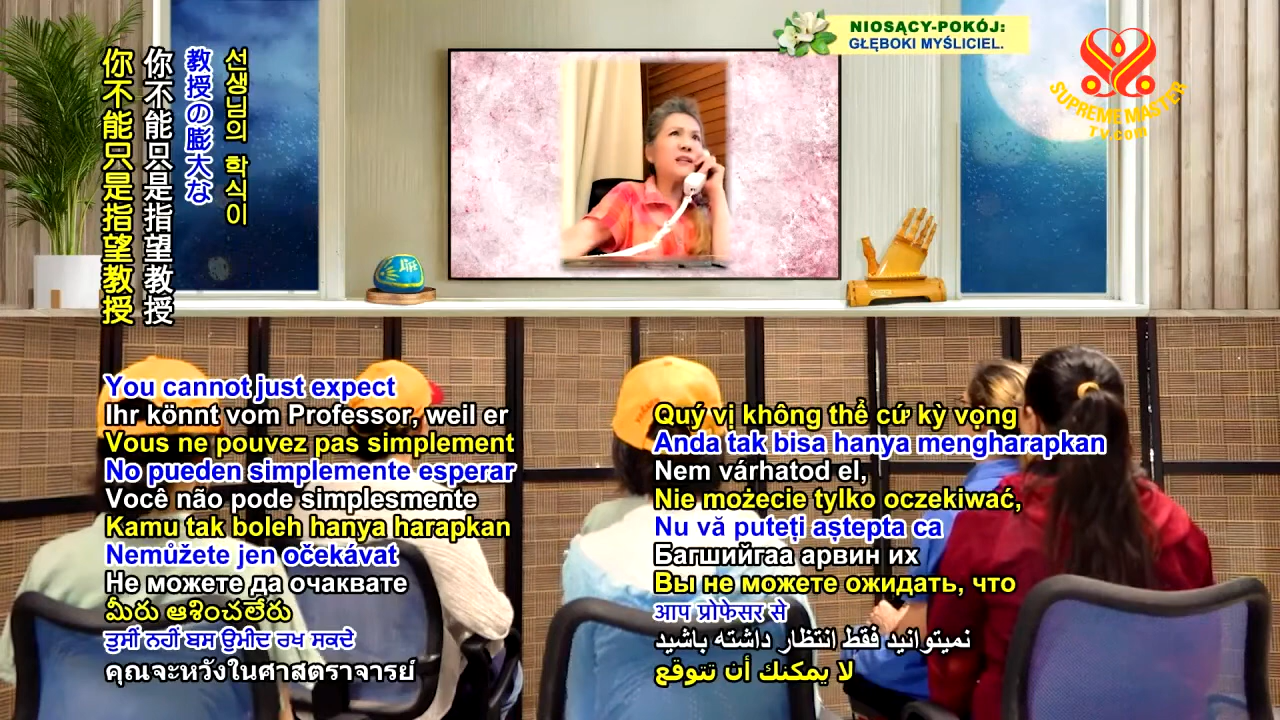 NIOSĄCY-POKÓJ:
GŁĘBOKI MYŚLICIEL.
SUPREME MASTER
TV.com
선생님의 학식이
教授の膨大な
你不能只是指望教授
你不能只是指望教授
You cannot just expect
Ihr könnt vom Professor, weil er
Vous ne pouvez pas simplement
No pueden simplemente esperar
Você não pode simplesmente
Kamu tak boleh hanya harapkan
Nemůžete jen očekávat
Не можете да очаквате
మీరు ఆశించలేరు
ਤੁਸੀਂ ਨਹੀਂ ਬਸ ਉਮੀਦ ਰਖ ਸਕਦੇ
คุณจะหวังในศาสตราจารย์
Quý vị không thể cứ kỳ vọng
Anda tak bisa hanya mengharapkan
Nem várhatod el,
Nie możecie tylko oczekiwać,
Nu vă puteți aștepta ca
Багшийгаа арвин их
Вы не можете ожидать, что
आप प्रोफेसर से
نمیتوانید فقط انتظار داشته باشید
لا يمكنك أن تتوقع